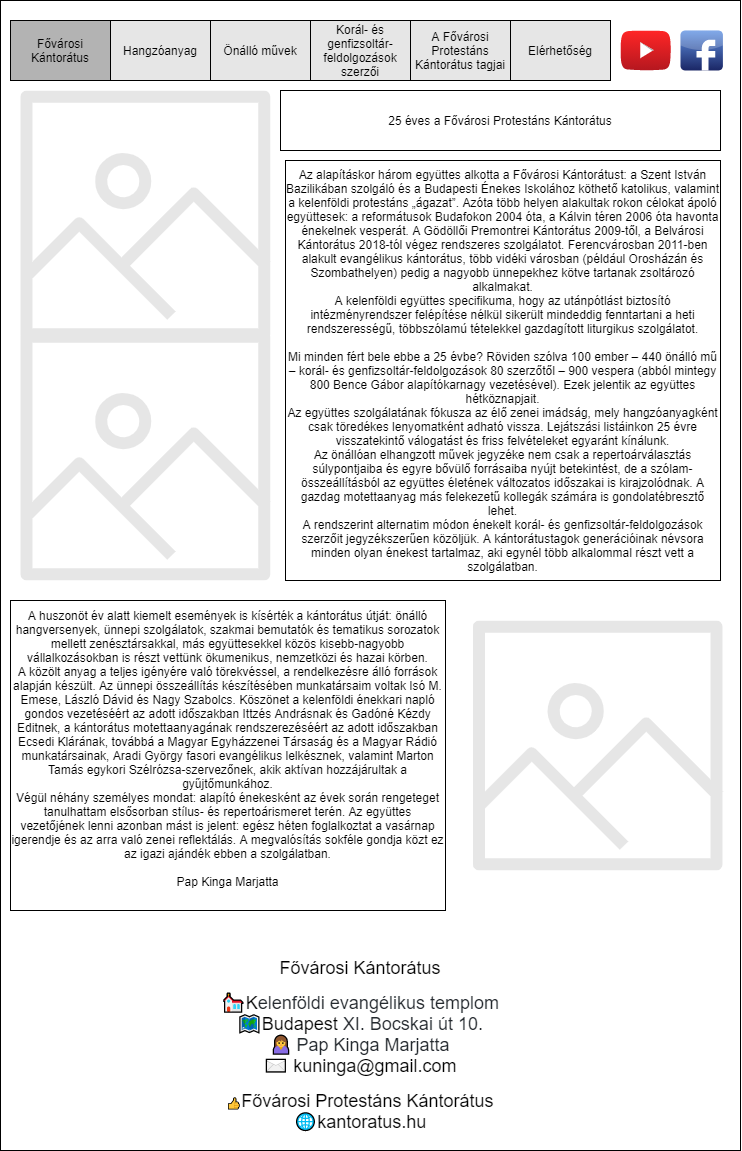 Fővárosi
Kántorátus
Hangzóanyag
Önálló művek
Korál- és
genfizsoltár-
feldolgozások
szerzői
A Fővárosi
Protestáns
Kántorátus tagjai
Elérhetőség
25 éves a Fővárosi Protestáns Kántorátus
Az alapításkor három együttes alkotta a Fővárosi Kántorátust: a Szent István
Bazilikában szolgáló és a Budapesti Énekes Iskolához köthető katolikus, valamint
a kelenföldi protestáns „ágazat”. Azóta több helyen alakultak rokon célokat ápoló
együttesek: a reformátusok Budafokon 2004 óta, a Kálvin téren 2006 óta havonta
énekelnek vesperát. A Gödöllői Premontrei Kántorátus 2009-től, a Belvárosi
Kántorátus 2018-tól végez rendszeres szolgálatot. Ferencvárosban 2011-ben
alakult evangélikus kántorátus, több vidéki városban (például Orosházán és
Szombathelyen) pedig a nagyobb ünnepekhez kötve tartanak zsoltározó
alkalmakat.
A kelenföldi együttes specifikuma, hogy az utánpótlást biztosító
intézményrendszer felépítése nélkül sikerült mindeddig fenntartani a heti
rendszerességű, többszólamú tételekkel gazdagított liturgikus szolgálatot.
Mi minden fért bele ebbe a 25 évbe? Röviden szólva 100 ember – 440 önálló mű
– korál- és genfizsoltár-feldolgozások 80 szerzőtől – 900 vespera (abból mintegy
800 Bence Gábor alapítókarnagy vezetésével). Ezek jelentik az együttes
hétköznapjait.
Az együttes szolgálatának fókusza az élő zenei imádság, mely hangzóanyagként
csak töredékes lenyomatként adható vissza. Lejátszási listáinkon 25 évre
visszatekintő válogatást és friss felvételeket egyaránt kínálunk.
Az önállóan elhangzott művek jegyzéke nem csak a repertoárválasztás
súlypontjaiba és egyre bővülő forrásaiba nyújt betekintést, de a szólam-
összeállításból az együttes életének változatos időszakai is kirajzolódnak. A
gazdag motettaanyag más felekezetű kollegák számára is gondolatébresztő
lehet.
A rendszerint alternatim módon énekelt korál- és genfizsoltár-feldolgozások
szerzőit jegyzékszerűen közöljük. A kántorátustagok generációinak névsora
minden olyan énekest tartalmaz, aki egynél több alkalommal részt vett a
szolgálatban.
A huszonöt év alatt kiemelt események is kísérték a kántorátus útját: önálló
hangversenyek, ünnepi szolgálatok, szakmai bemutatók és tematikus sorozatok
mellett zenésztársakkal, más együttesekkel közös kisebb-nagyobb
vállalkozásokban is részt vettünk ökumenikus, nemzetközi és hazai körben.
A közölt anyag a teljes igényére való törekvéssel, a rendelkezésre álló források
alapján készült. Az ünnepi összeállítás készítésében munkatársaim voltak Isó M.
Emese, László Dávid és Nagy Szabolcs. Köszönet a kelenföldi énekkari napló
gondos vezetéséért az adott időszakban Ittzés Andrásnak és Gadóné Kézdy
Editnek, a kántorátus motettaanyagának rendszerezéséért az adott időszakban
Ecsedi Klárának, továbbá a Magyar Egyházzenei Társaság és a Magyar Rádió
munkatársainak, Aradi György fasori evangélikus lelkésznek, valamint Marton
Tamás egykori Szélrózsa-szervezőnek, akik aktívan hozzájárultak a
gyűjtőmunkához.
Végül néhány személyes mondat: alapító énekesként az évek során rengeteget
tanulhattam elsősorban stílus- és repertoárismeret terén. Az együttes
vezetőjének lenni azonban mást is jelent: egész héten foglalkoztat a vasárnap
igerendje és az arra való zenei reflektálás. A megvalósítás sokféle gondja közt ez
az igazi ajándék ebben a szolgálatban.
Pap Kinga Marjatta
Fővárosi Kántorátus
Kelenföldi evangélikus templom
Budapest XI. Bocskai út 10.
Pap Kinga Marjatta
kuninga@gmail.com
Fővárosi Protestáns Kántorátus
kantoratus.hu